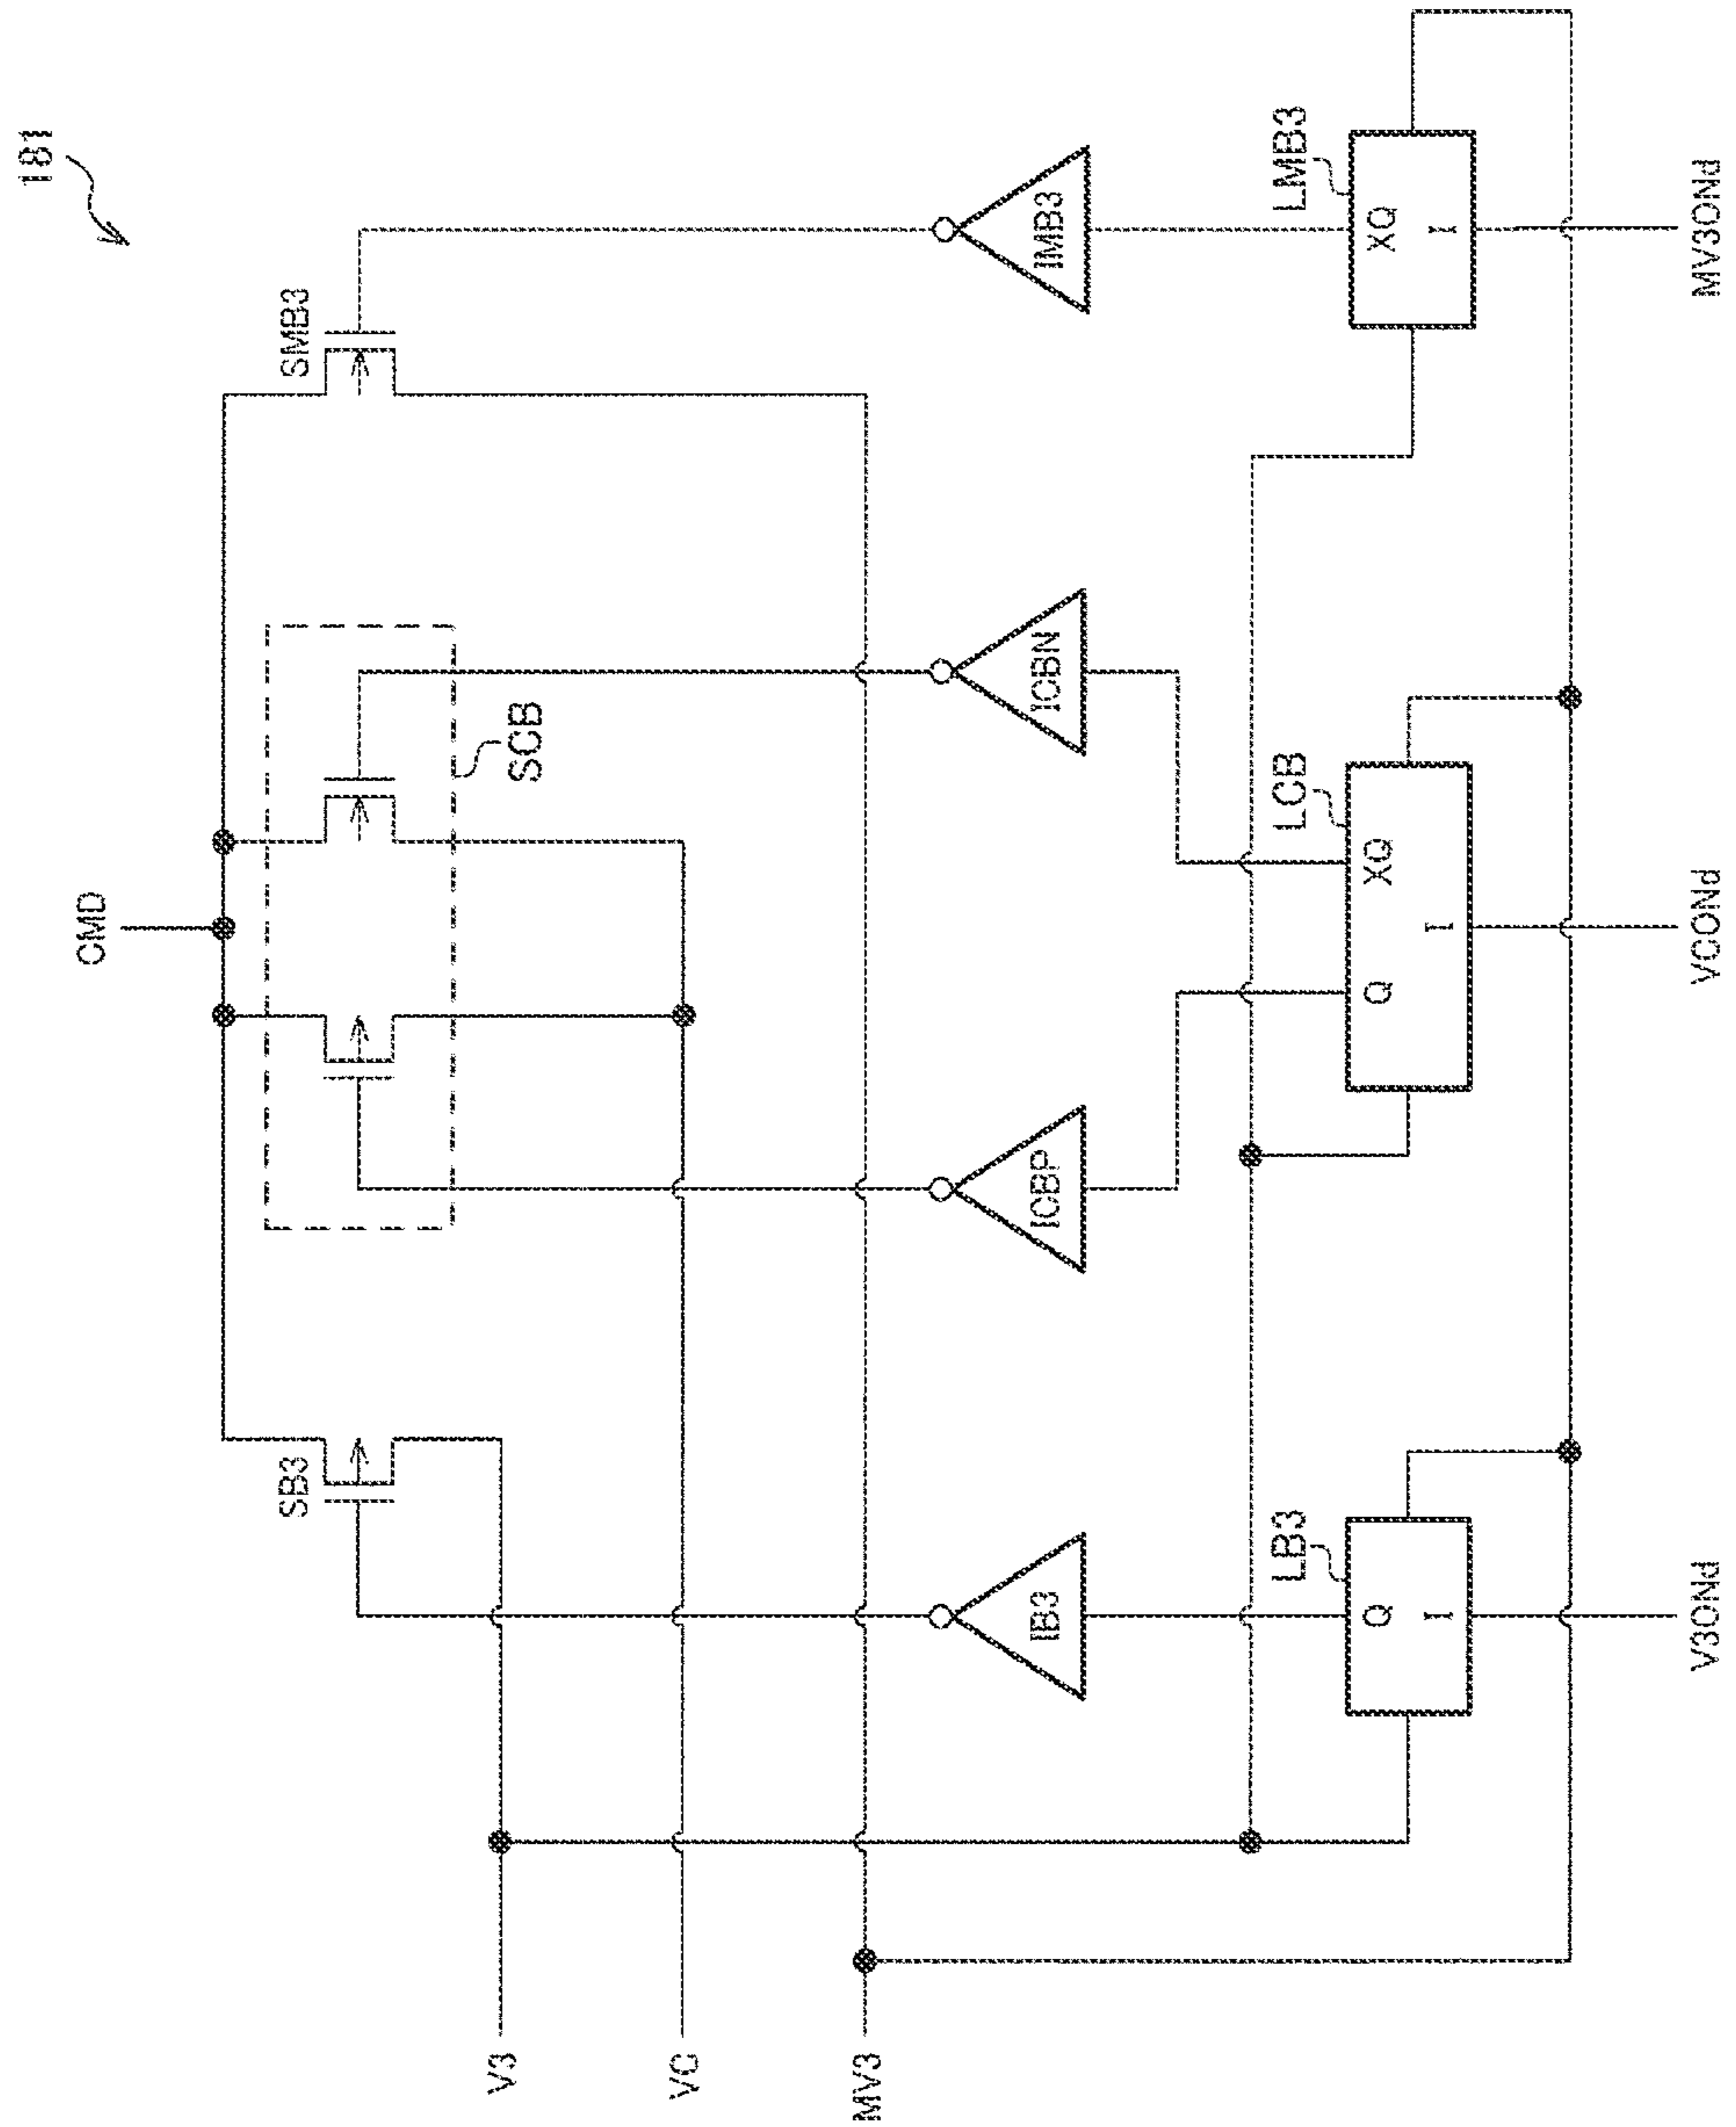 181
CMD
SB3
SCB
SMB3
V3
VC
MV3
IB3
ICBP
ICBN
IMB3
LB3
Q
I
LCB
Q
XQ
I
LMB3
XQ
I
V3ONd
VCONd
MV3ONd